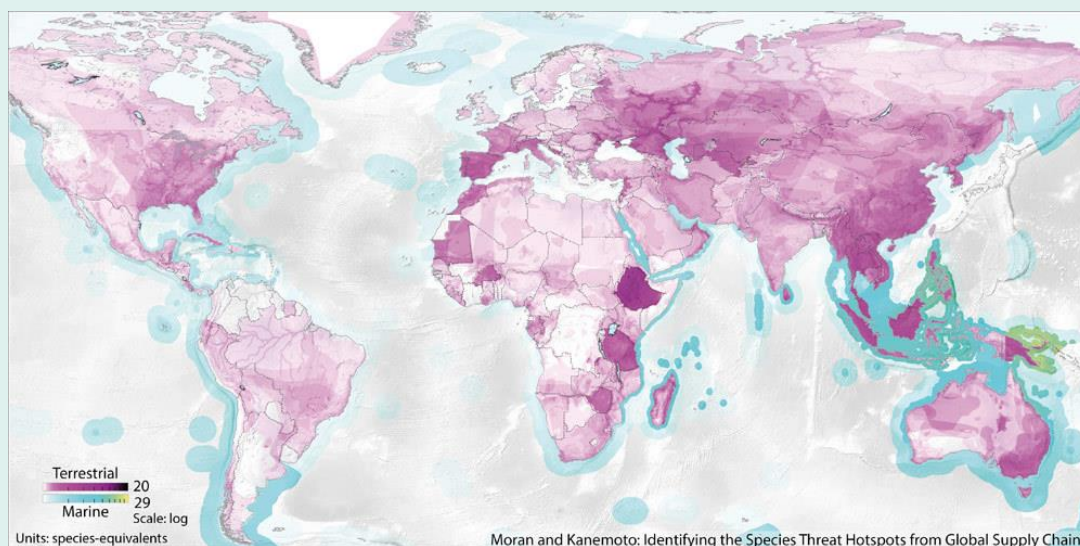 Terrestrial
20
29
Marine
Scale: log
Units: species-equivalents
Moran and Kanemoto: Identifying the Species Threat Hotspots from Global Supply Chain